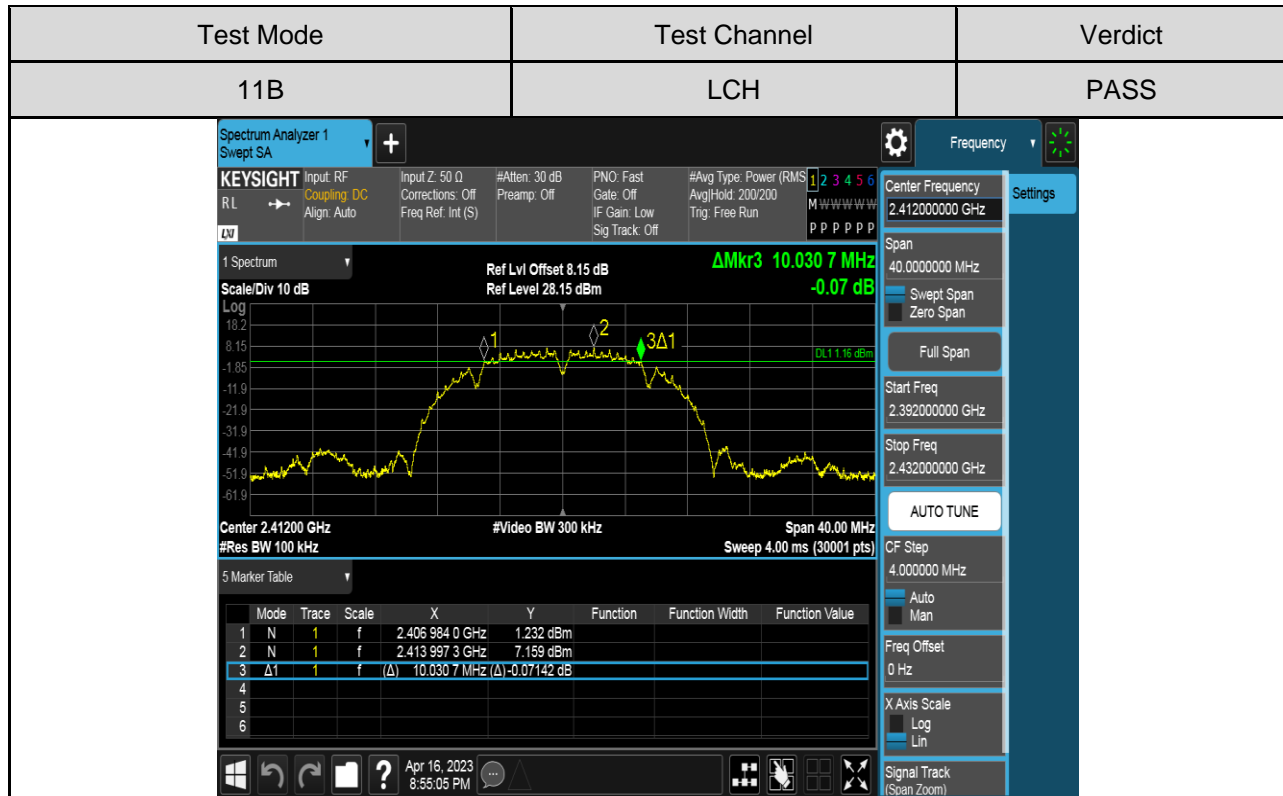 Test Mode Test Channel Verdict
11B LCH PASS
Spectrum Analyzer 1
Swept SA
+
Frequency
KEYSIGHT Input: RF Input Z: 50 Ω #Atten: 30 dB PNO: Fast #Avg Type: Power (RMS 1 2 3 4 5 6
RL Coupling: DC Corrections: Off Preamp: Off Gate: Off Avg|Hold: 200/200 M W W W W W
Align: Auto Freq Ref: Int (S) IF Gain: Low Trig: Free Run
LXI Sig Track: Off P P P P P P
Center Frequency
2.412000000 GHz
Settings
1 Spectrum
Ref Lvl Offset 8.15 dB
ΔMkr3 10.030 7 MHz
Scale/Div 10 dB Ref Level 28.15 dBm -0.07 dB
Log
18.2
8.15
-1.85
-11.9
-21.9
-31.9
-41.9
-51.9
-61.9
1
2
3Δ1
DL1 1.16 dBm
Center 2.41200 GHz #Video BW 300 kHz Span 40.00 MHz
#Res BW 100 kHz Sweep 4.00 ms (30001 pts)
Span
40.0000000 MHz
Swept Span
Zero Span
Full Span
Start Freq
2.392000000 GHz
Stop Freq
2.432000000 GHz
AUTO TUNE
CF Step
4.000000 MHz
Auto
Man
Freq Offset
0 Hz
X Axis Scale
Log
Lin
Signal Track
(Span Zoom)
5 Marker Table
Mode Trace Scale X Y Function Function Width Function Value
1 N 1 f 2.406 984 0 GHz 1.232 dBm
2 N 1 f 2.413 997 3 GHz 7.159 dBm
3 Δ1 1 f (Δ) 10.030 7 MHz (Δ) -0.07142 dB
4
5
6
? Apr 16, 2023
8:55:05 PM